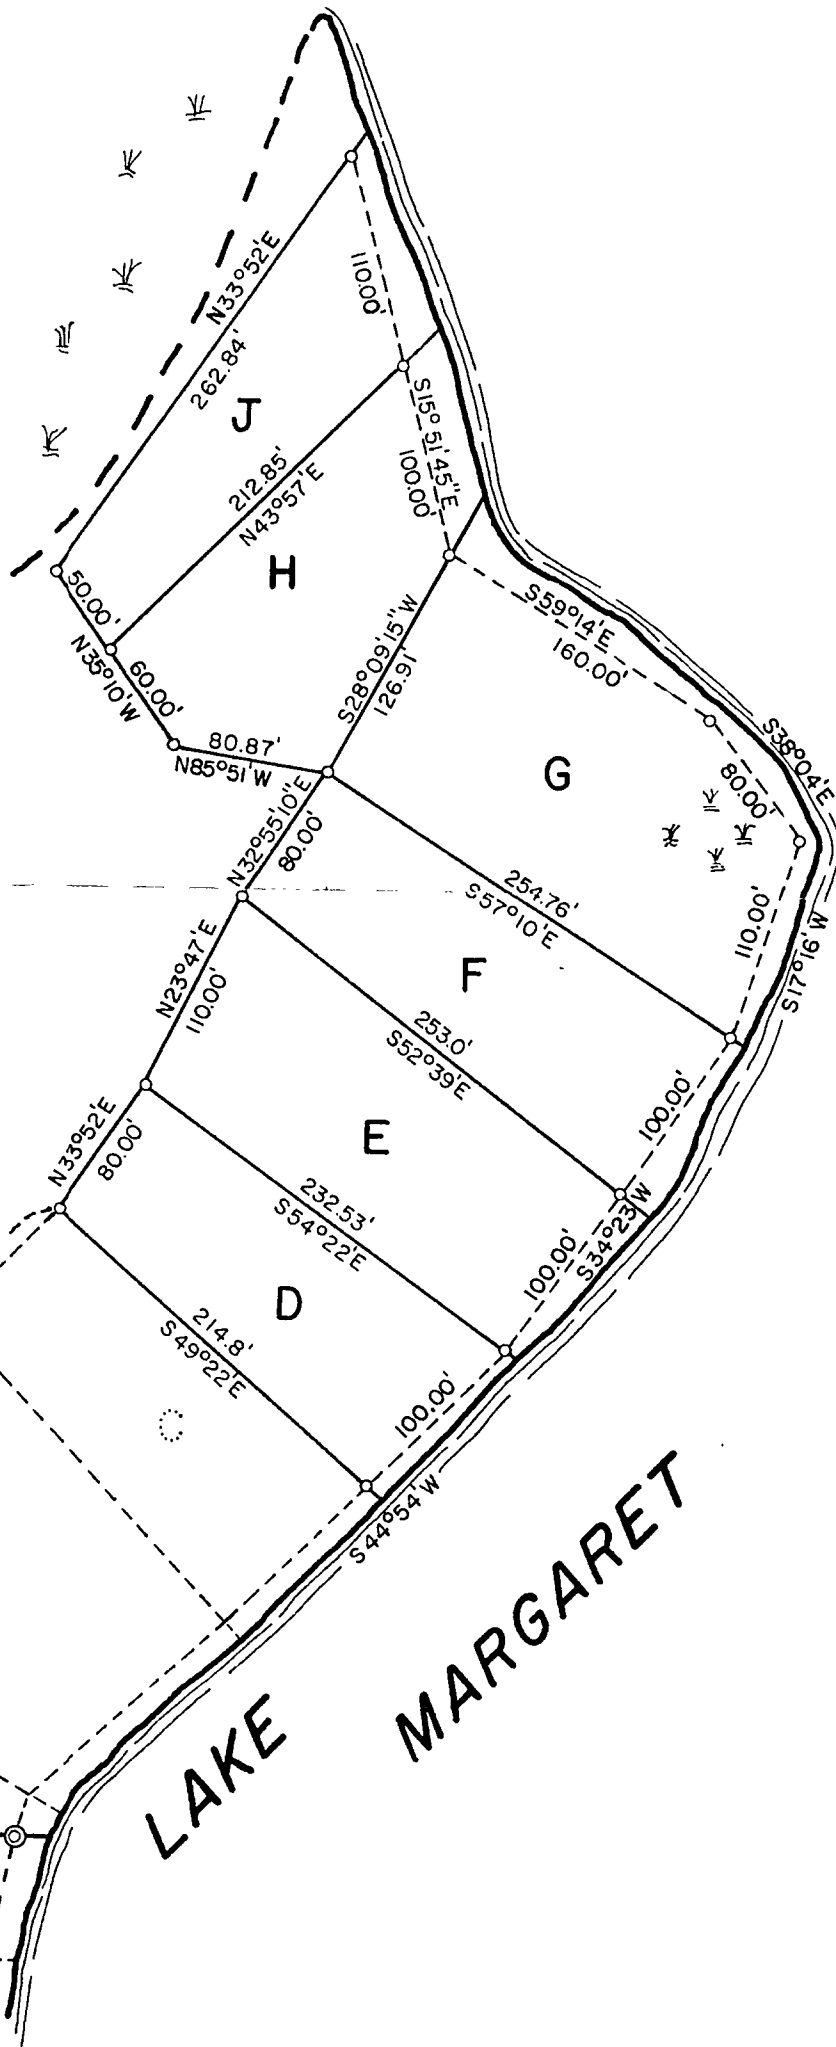 N33°52'E
262.84'
110.00'
J
S15°51'45"E
100.00'
212.85'
N43°57'E
H
50.00'
N35°10'W
60.00'
S28°09'15"W
126.91'
S59°14'E
160.00'
80.87'
N85°51'W
G
S38°04'E
80.00'
N32°55'10"E
80.00'
254.76'
S57°10'E
110.00'
S17°16'W
N23°47'E
110.00'
F
253.0'
S52°39'E
100.00'
N33°52'E
80.00'
E
232.53'
S54°22'E
100.00'
S34°23'W
D
214.8'
S49°22'E
100.00'
S44°54'W
C
LAKE MARGARET